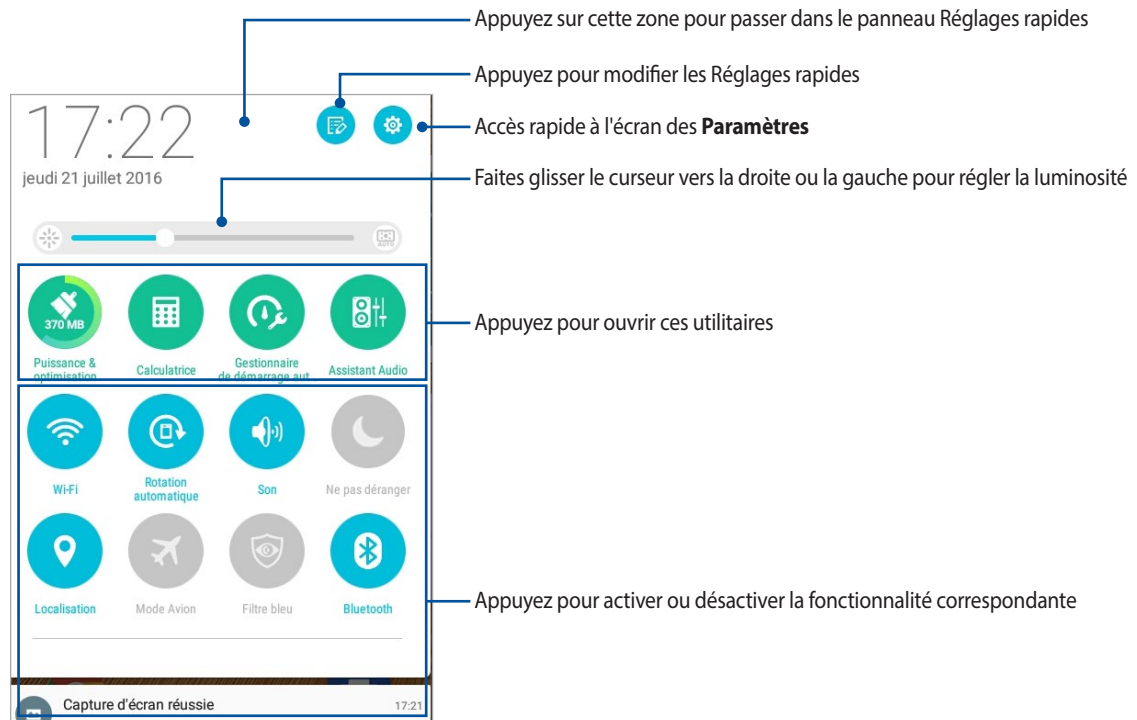 Appuyez sur cette zone pour passer dans le panneau Réglages rapides
Appuyez pour modifier les Réglages rapides
Accès rapide à l'écran des Paramètres
Faites glisser le curseur vers la droite ou la gauche pour régler la luminosité
17:22
jeudi 21 juillet 2016
AUTO
370 MB
Puissance &
optimisation
Calculatrice
Gestionnaire
de démarrage aut
Assistant Audio
Appuyez pour ouvrir ces utilitaires
Wi-Fi
Rotation
automatique
Son
Ne pas déranger
Localisation
Mode Avion
Filtre bleu
Bluetooth
Appuyez pour activer ou désactiver la fonctionnalité correspondante
Capture d'écran réussie
17:21